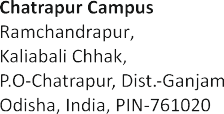 Chatrapur Campus
Ramchandrapur,
Kaliabali Chhak,
P.O-Chatrapur, Dist.-Ganjam
Odisha, India, PIN-761020